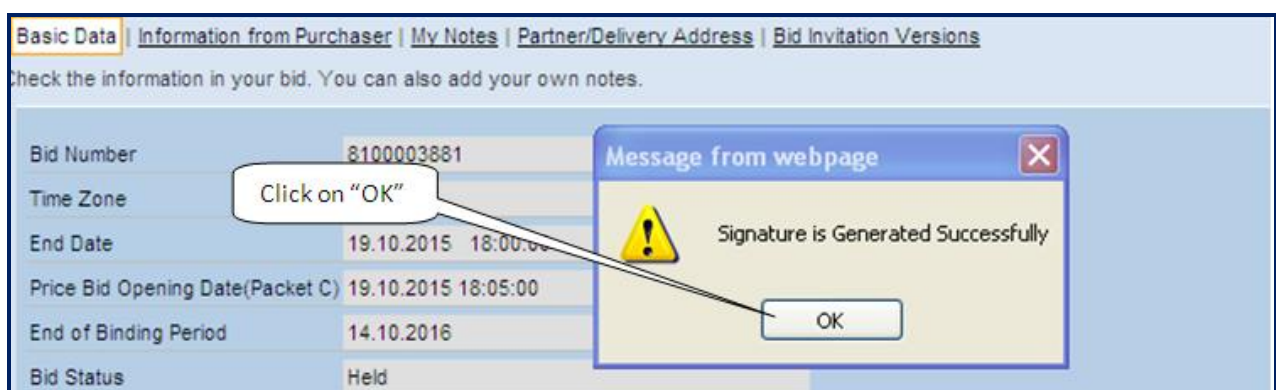 Basic Data | Information from Purchaser | My Notes | Partner/Delivery Address | Bid Invitation Versions
Check the information in your bid. You can also add your own notes.
Bid Number 8100003881
Time Zone
End Date 19.10.2015 18:00:00
Price Bid Opening Date(Packet C) 19.10.2015 18:05:00
End of Binding Period 14.10.2016
Bid Status Held
Click on “OK”
Message from webpage
Signature is Generated Successfully
OK